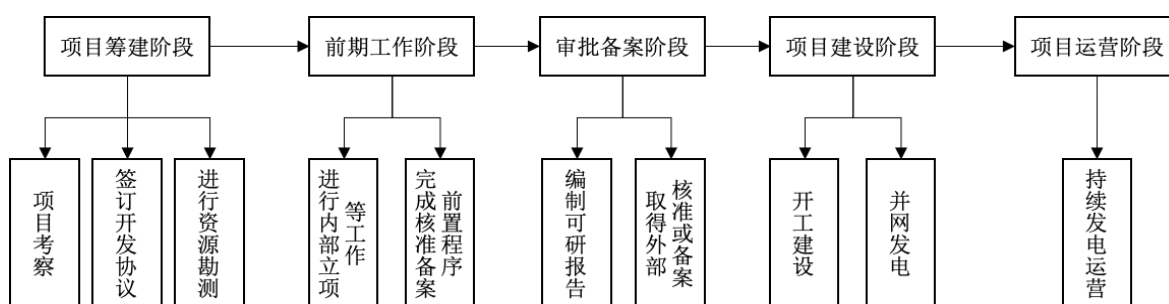 项目筹建阶段
前期工作阶段
审批备案阶段
项目建设阶段
项目运营阶段
项目考察
签订开发协议
进行资源勘测
进行内部立项
等工作
完成核准备案
前置程序
编制可研报告
取得外部
核准或备案
开工建设
并网发电
持续发电运营